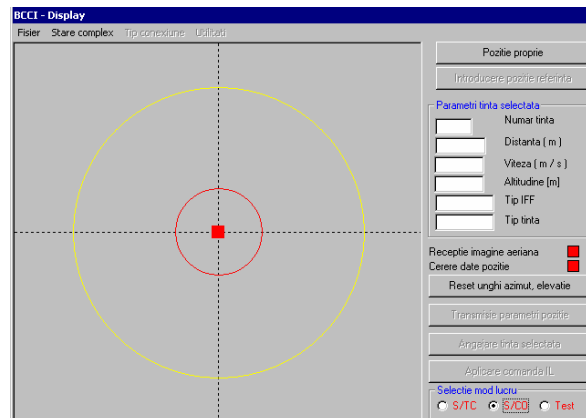 BCCI - Display
Fisier Stare complex Tip conexiune Utilitati
Pozitie proprie
Introducere pozitie referinta
Parametri tinta selectata
Numar tinta
Distanta ( m )
Viteza ( m / s )
Altitudine [m]
Tip IFF
Tip tinta
Receptie imagine aeriana
Cerere date pozitie
Reset unghi azimut, elevatie
Transmisie parametri pozitie
Angajare tinta selectata
Aplicare comanda IL
Selectie mod lucru
S/TC S/CO Test